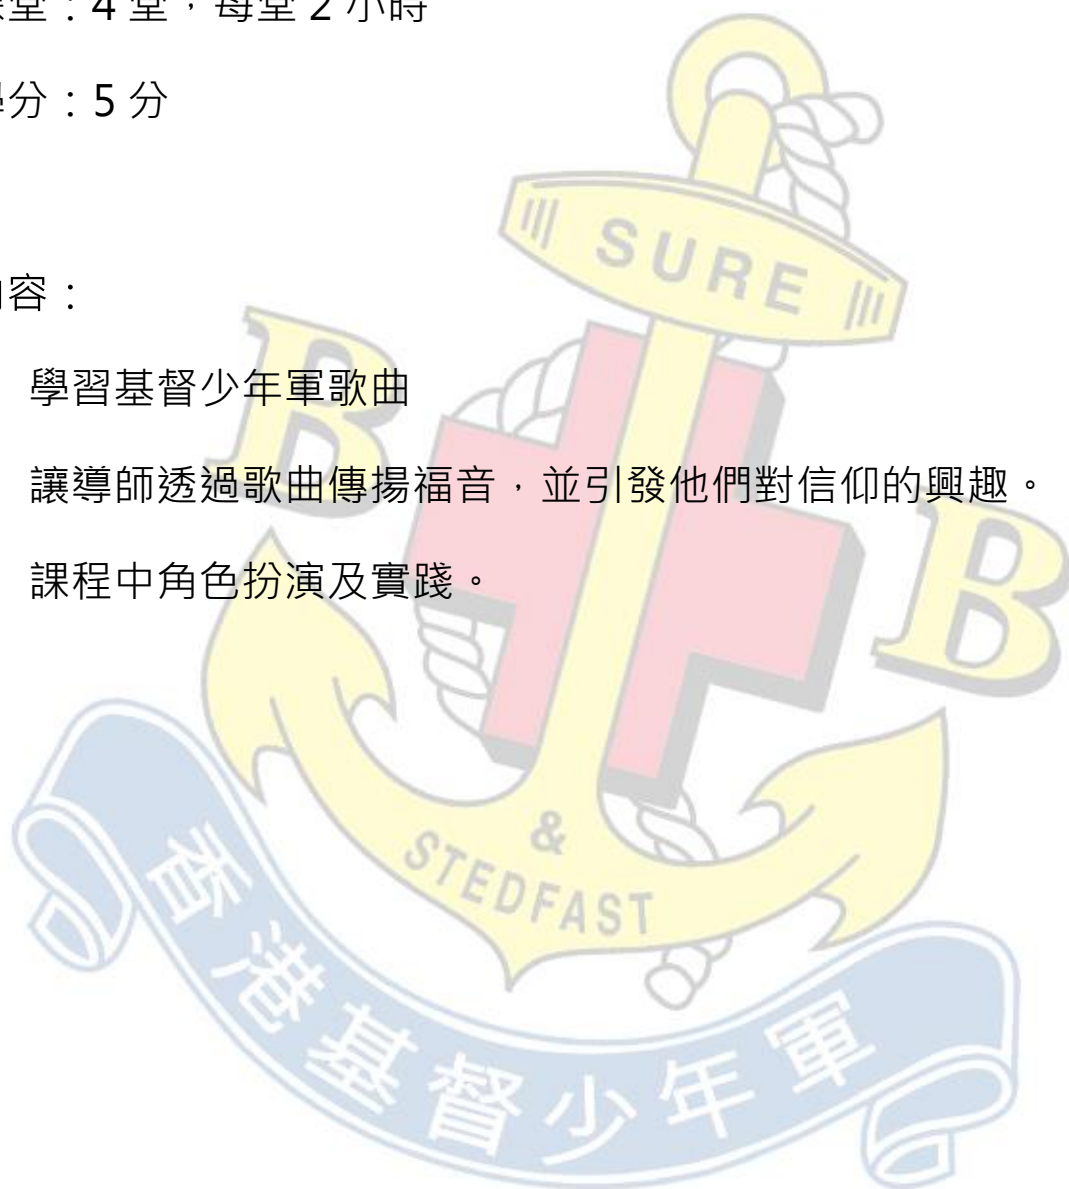 堂：4 堂，每堂 2 小時
分：5 分
容：
學習基督少年軍歌曲
讓導師透過歌曲傳揚福音，並引發他們對信仰的興趣。
課程中角色扮演及實踐。
SURE
B B
&
STEDFAST
香港基督少年軍